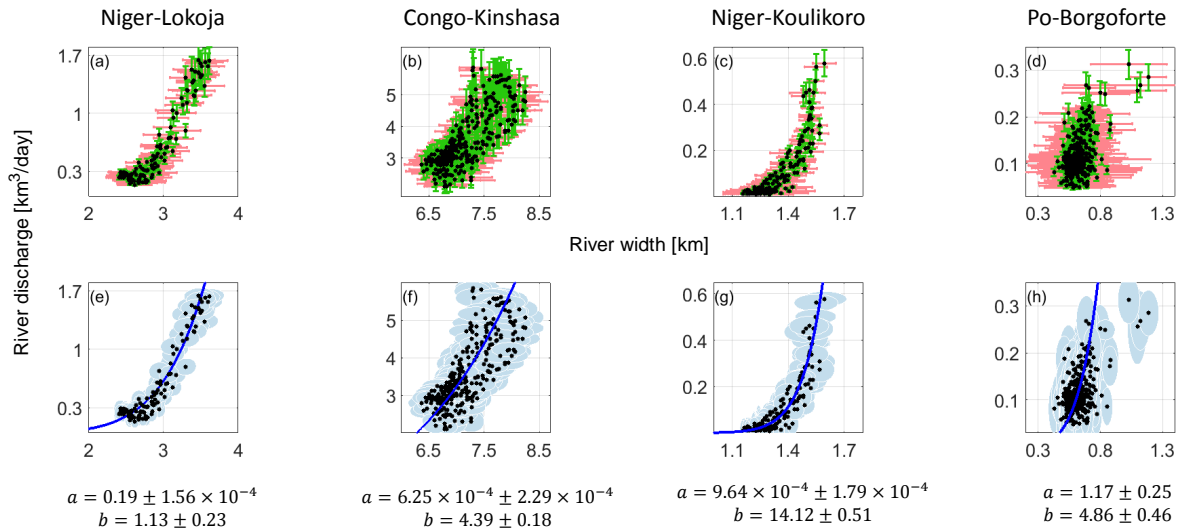 Niger-Lokoja Congo-Kinshasa Niger-Koulikoro Po-Borgoforte
River discharge [km³/day]
(a) 1.7 1 0.3 2 3 4
(b) 5 4 3 6.5 7.5 8.5
(c) 0.6 0.4 0.2 1.1 1.4 1.7
(d) 0.3 0.2 0.1 0.3 0.8 1.3
River width [km]
(e) 1.7 1 0.3 2 3 4
(f) 5 4 3 6.5 7.5 8.5
(g) 0.6 0.4 0.2 1.1 1.4 1.7
(h) 0.3 0.2 0.1 0.3 0.8 1.3
a = 0.19 ± 1.56 × 10⁻⁴
b = 1.13 ± 0.23
a = 6.25 × 10⁻⁴ ± 2.29 × 10⁻⁴
b = 4.39 ± 0.18
a = 9.64 × 10⁻⁴ ± 1.79 × 10⁻⁴
b = 14.12 ± 0.51
a = 1.17 ± 0.25
b = 4.86 ± 0.46